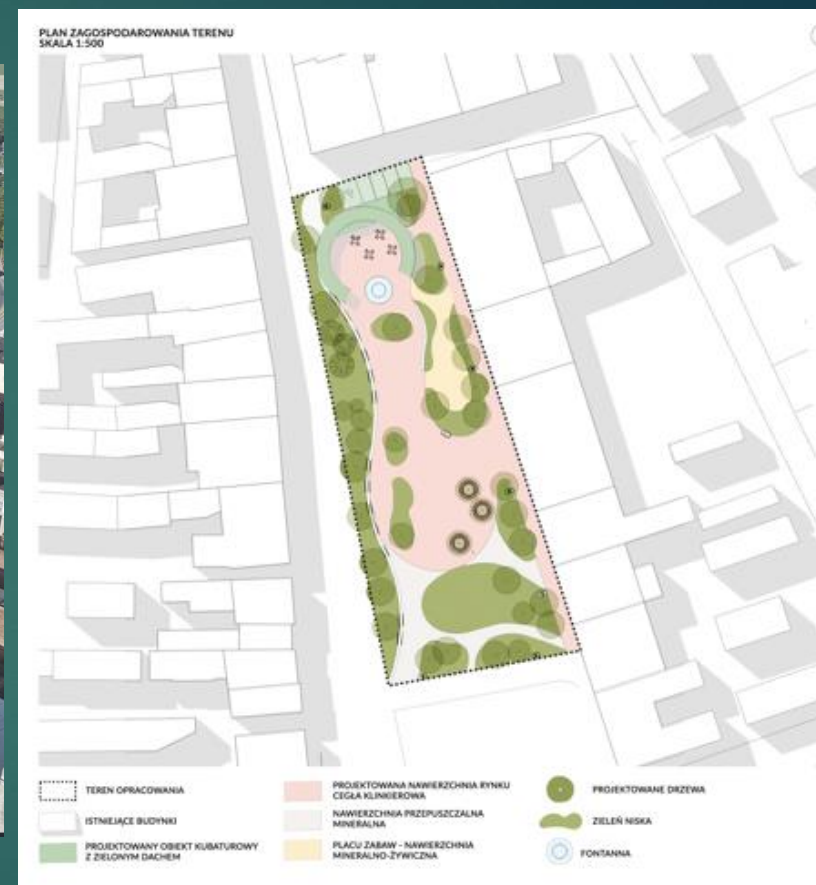 PLAN ZAGOSPODAROWANIA TERENU
SKALA 1:500
TEREN OPRACOWANIA
ISTNIEJĄCE BUDYNKI
PROJEKTOWANY OBIEKT KUBATUROWY
Z ZIELONYM DACHEM
PROJEKTOWANA NAWIERZCHNIA RYNKU
CEGŁA KLINKIEROWA
NAWIERZCHNIA PRZEPUSZCZALNA
MINERALNA
PLACU ZABAW - NAWIERZCHNIA
MINERALNO-ŻYWICZNA
PROJEKTOWANE DRZEWA
ZIELEŃ NISKA
FONTANNA